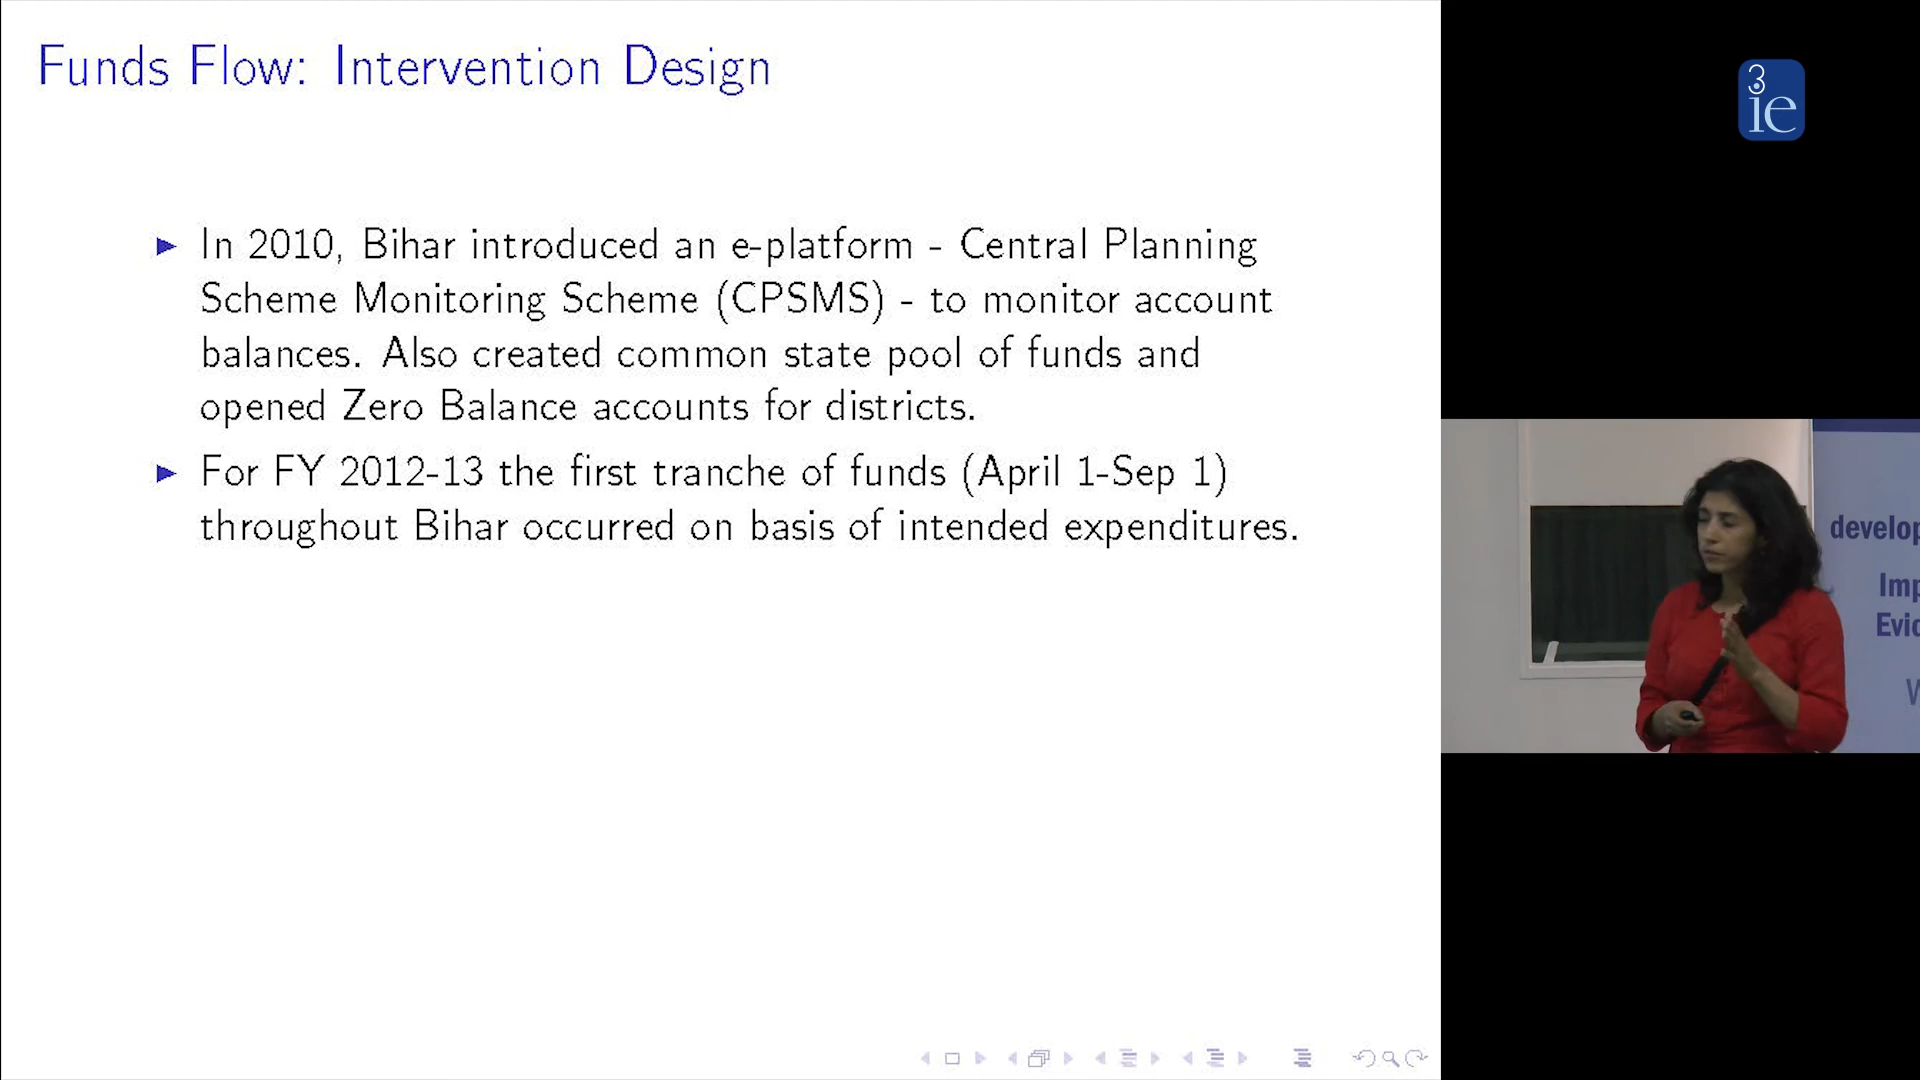 Funds Flow: Intervention Design
In 2010, Bihar introduced an e-platform - Central Planning
Scheme Monitoring Scheme (CPSMS) - to monitor account
balances. Also created common state pool of funds and
opened Zero Balance accounts for districts.
For FY 2012-13 the first tranche of funds (April 1-Sep 1)
throughout Bihar occurred on basis of intended expenditures.
3ie
develop
Imp
Evid
W